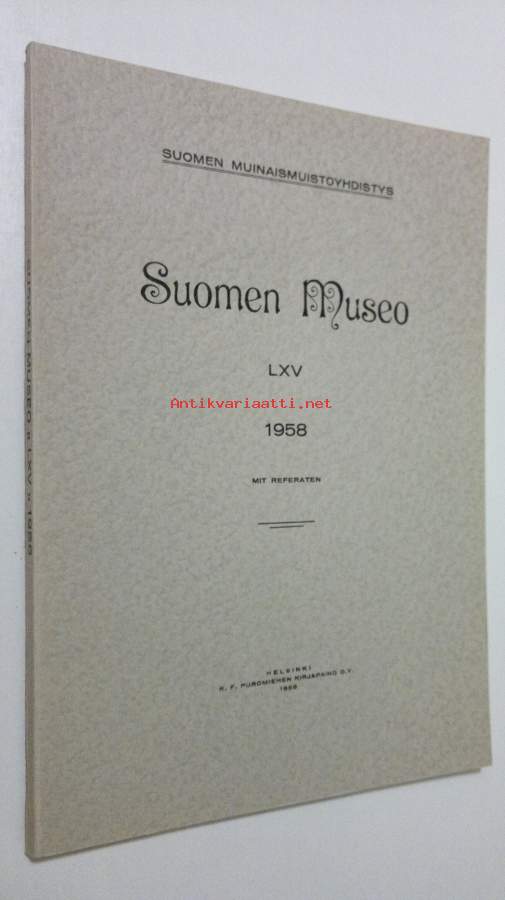 SUOMEN MUINAISMUISTOYHDISTYS
Suomen Museo
LXV
Antikvariaatti.net
1958
MIT REFERATEN
HELSINKI
K. F. PUROMIEHEN KIRJAPAINO O.Y.
1958
SUOMEN MUSEO * LXV * 1958